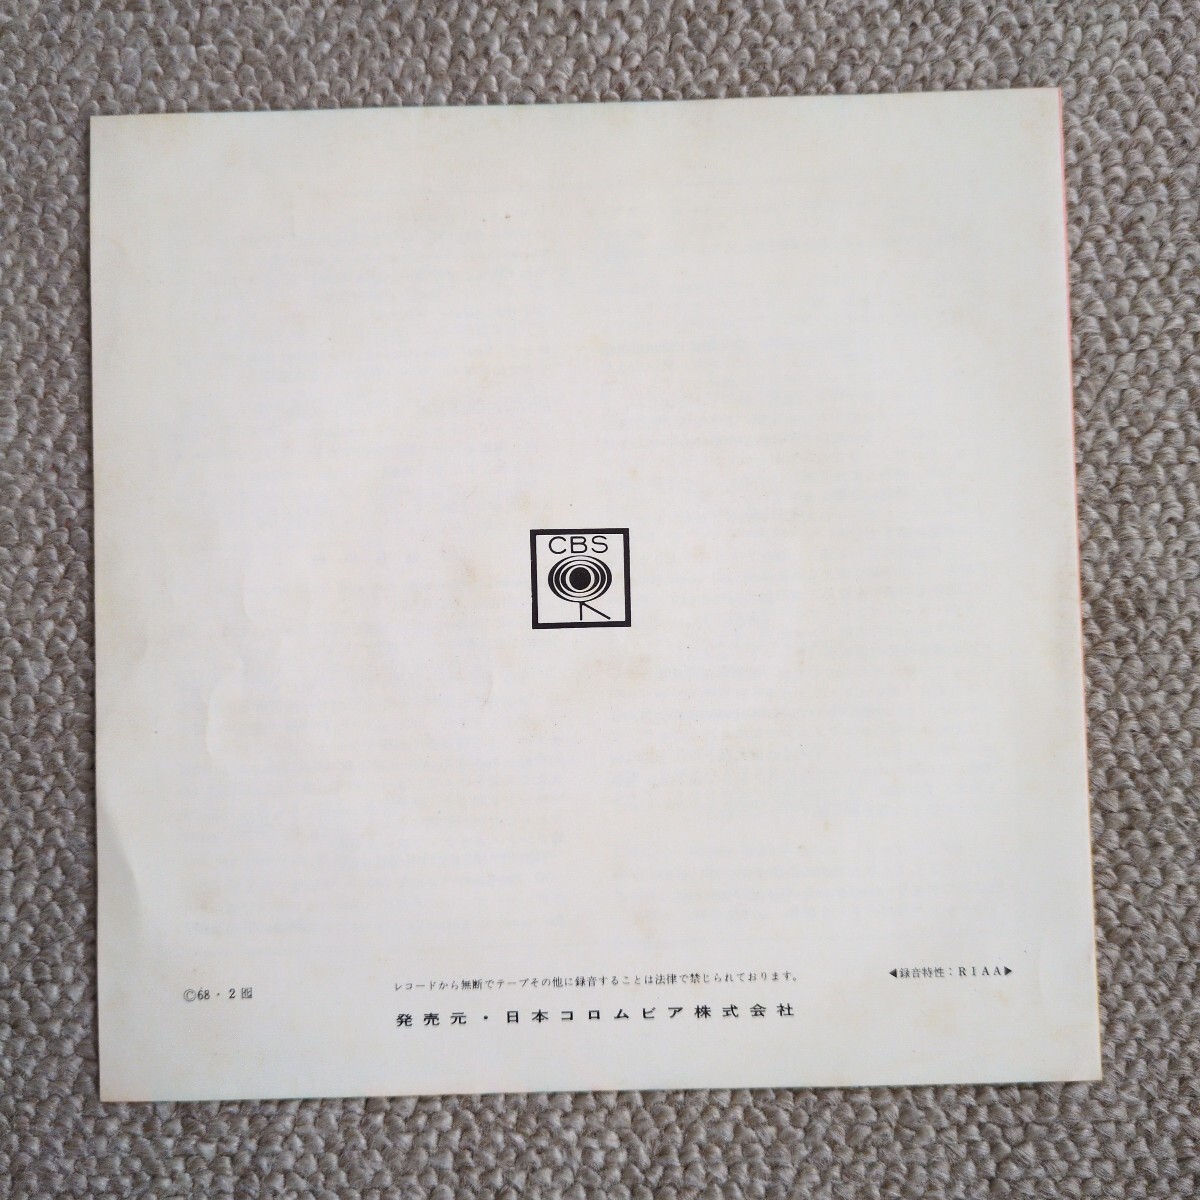 CBS
◀録音特性：RIAA▶
レコードから無断でテープその他に録音することは法律で禁じられております。
Ⓒ68・2
発売元・日本コロムビア株式会社